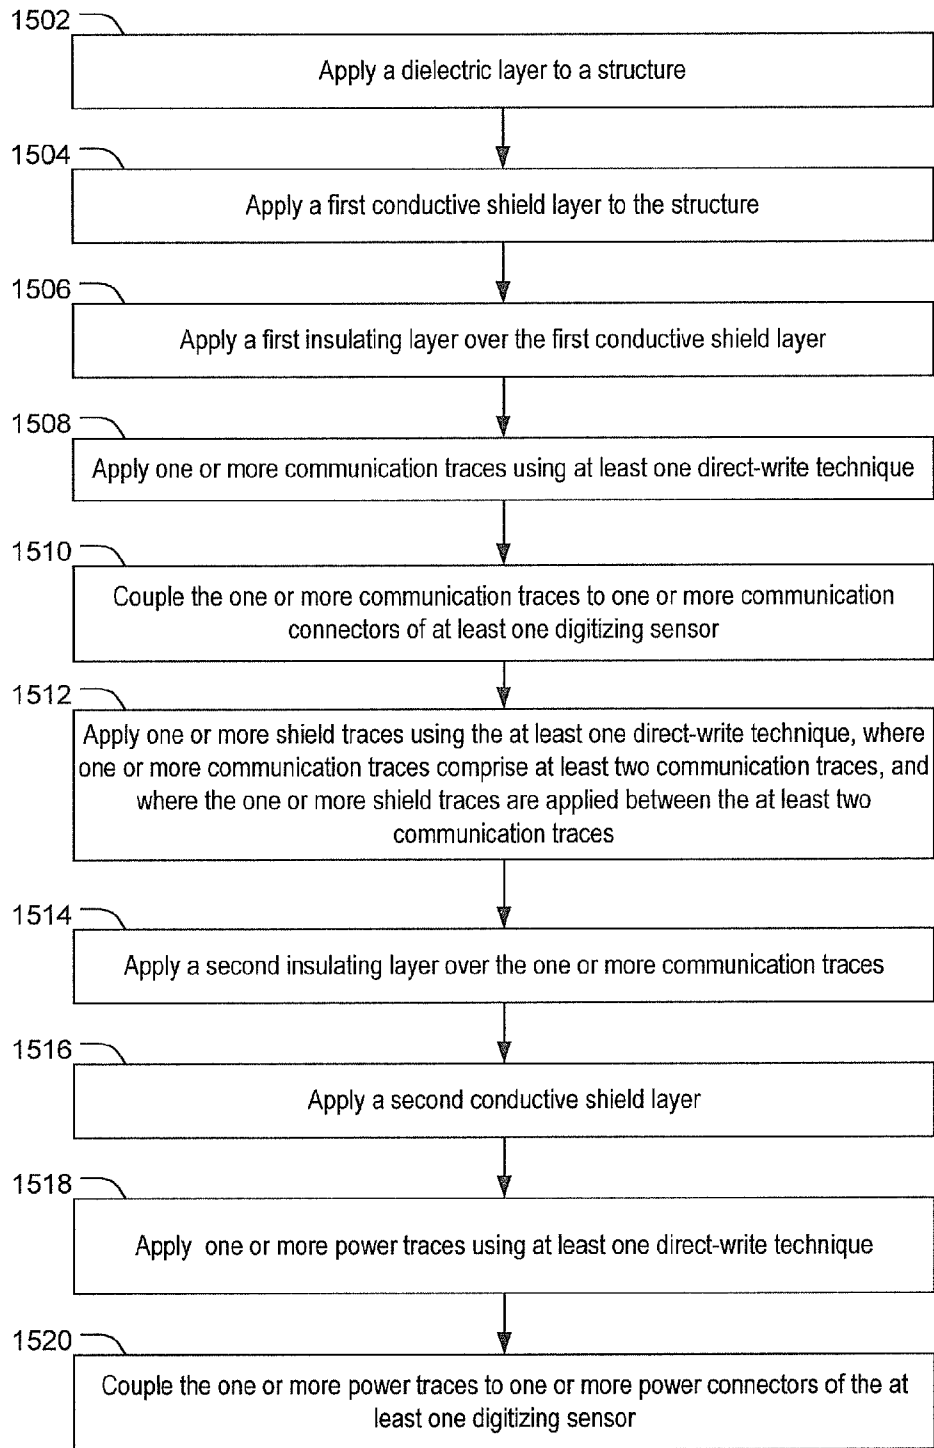 1502
Apply a dielectric layer to a structure
1504
Apply a first conductive shield layer to the structure
1506
Apply a first insulating layer over the first conductive shield layer
1508
Apply one or more communication traces using at least one direct-write technique
1510
Couple the one or more communication traces to one or more communication
connectors of at least one digitizing sensor
1512
Apply one or more shield traces using the at least one direct-write technique, where
one or more communication traces comprise at least two communication traces, and
where the one or more shield traces are applied between the at least two
communication traces
1514
Apply a second insulating layer over the one or more communication traces
1516
Apply a second conductive shield layer
1518
Apply one or more power traces using at least one direct-write technique
1520
Couple the one or more power traces to one or more power connectors of the at
least one digitizing sensor